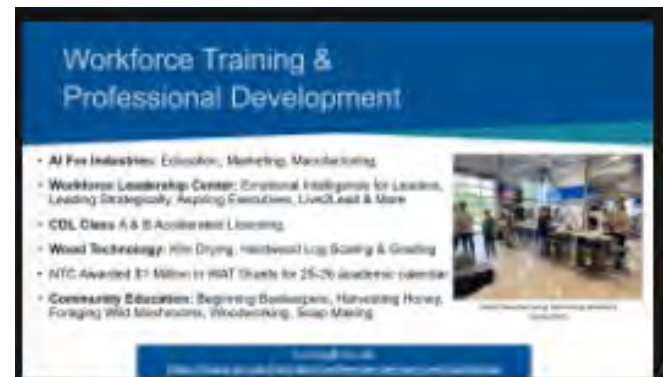 Workforce Training &
Professional Development
• AI For Industries: Education, Marketing, Manufacturing
• Workforce Leadership Center: Emotional Intelligence for Leaders,
Leading Strategically, Aspiring Executives, Live2Lead & More
• CDL Class A & B Accelerated Licensing
• Wood Technology: Kiln Drying, Hardwood Log Scaling & Grading
• NTC Awarded $1 Million in WAT Grants for 25-26 academic calendar
• Community Education: Beginning Beekeepers, Harvesting Honey,
Foraging Wild Mushrooms, Woodworking, Soap Making